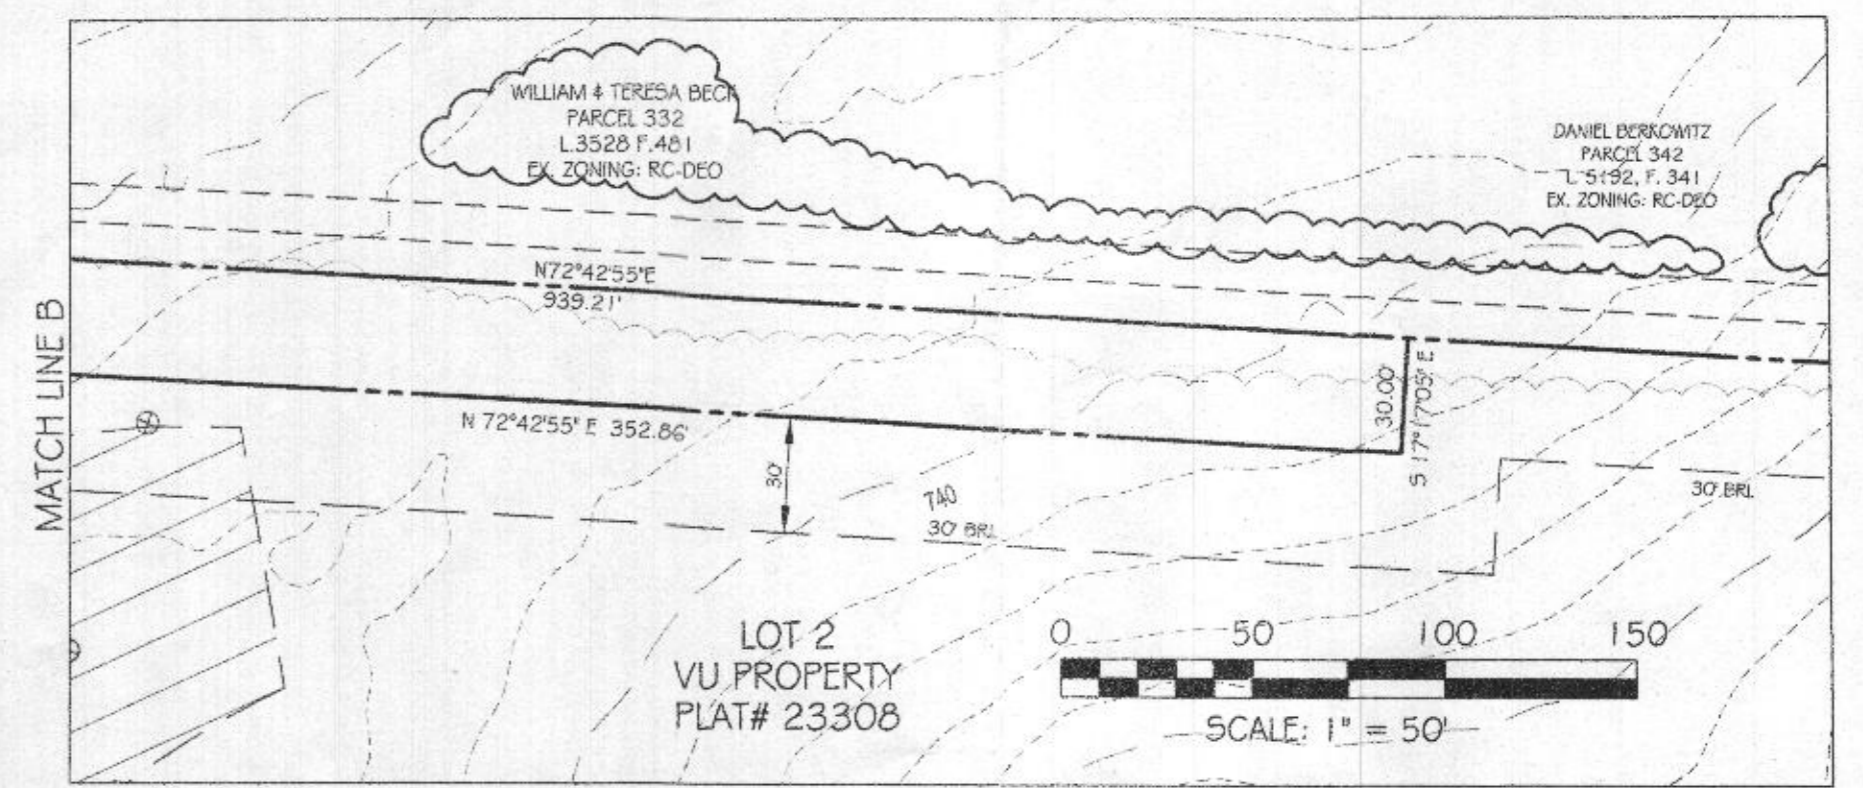 WILLIAM & TERESA BECK
PARCEL 332
L.3528 F.481
EX. ZONING: RC-DEO
DANIEL BERKOWITZ
PARCEL 342
L 5192, F. 341
EX. ZONING: RC-DEO
N72°42'55"E
939.21'
MATCH LINE B
N 72°42'55" E 352.86'
30.00'
S 17°17'05" E
30'
740
30' BRL
30' BRL
LOT 2
VU PROPERTY
PLAT# 23308
0 50 100 150
SCALE: 1" = 50'